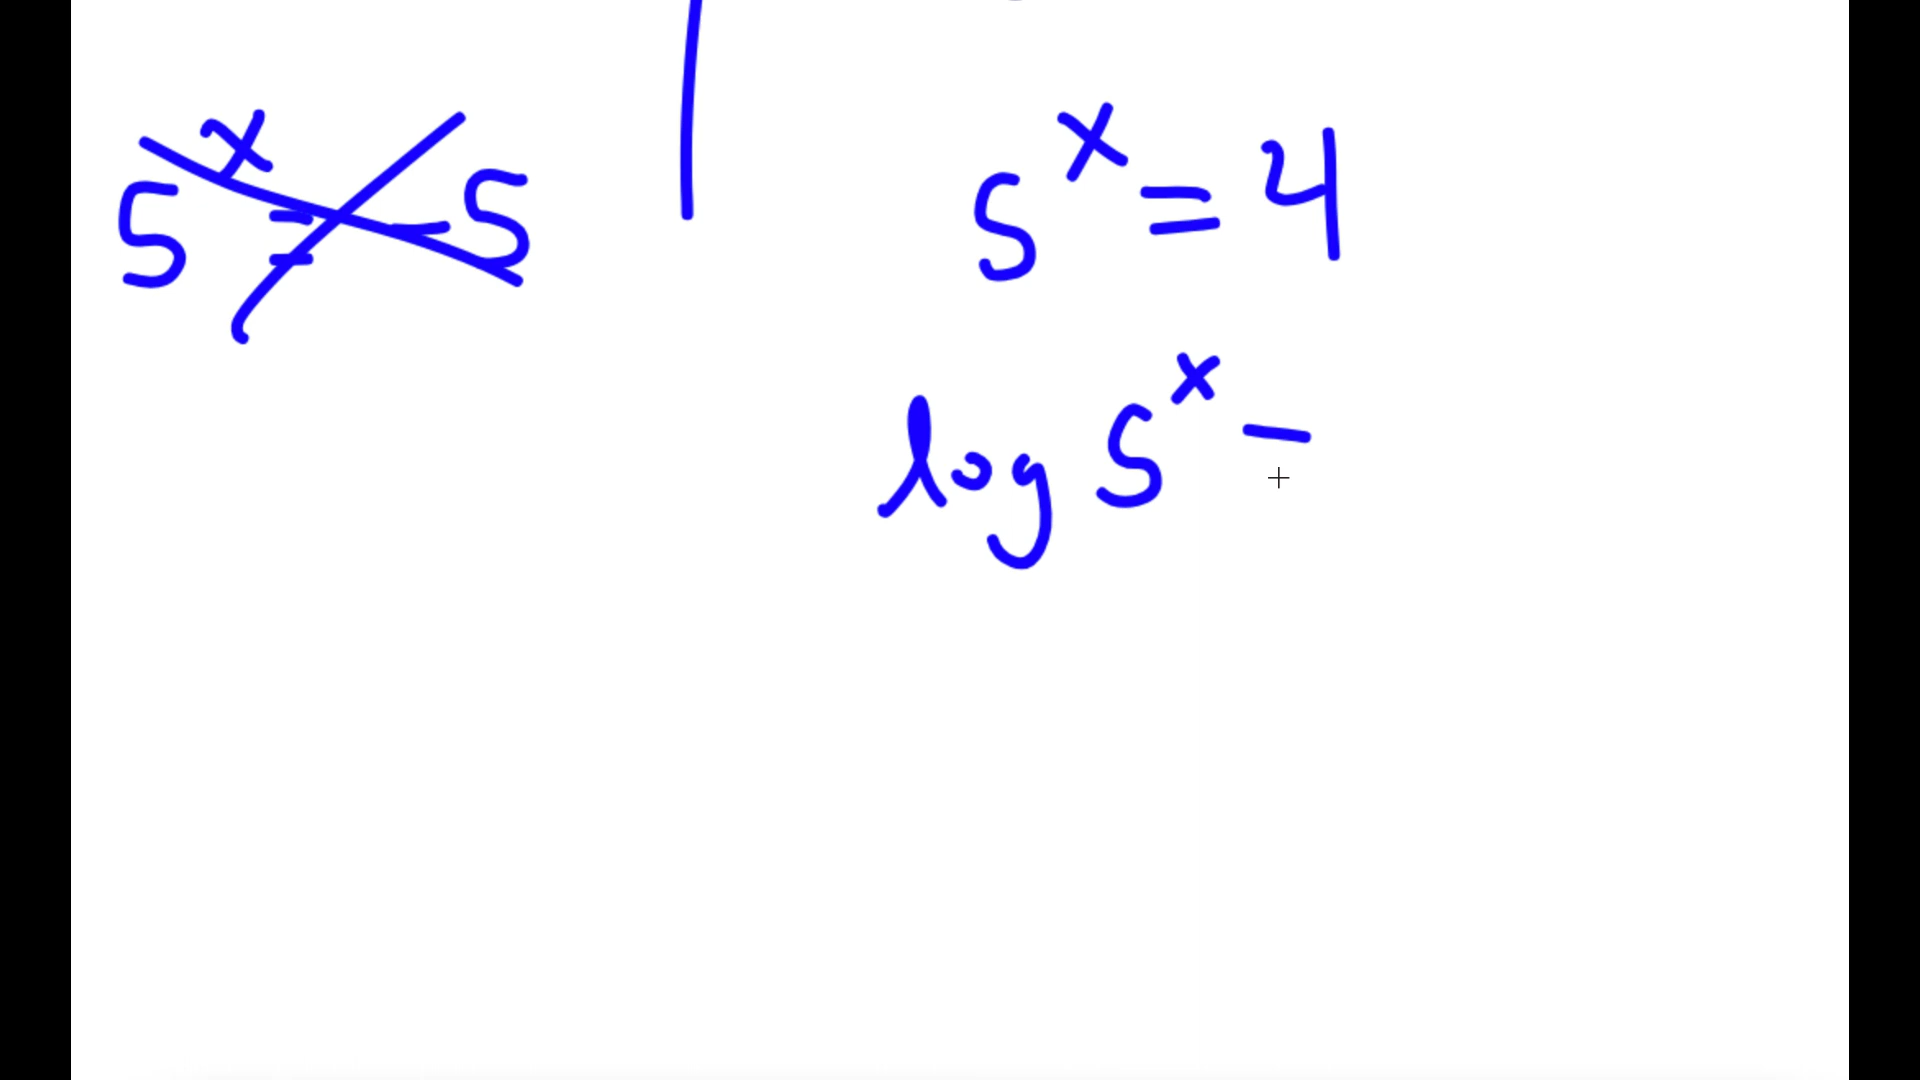 5^x = -5
5^x = 4
log 5^x -